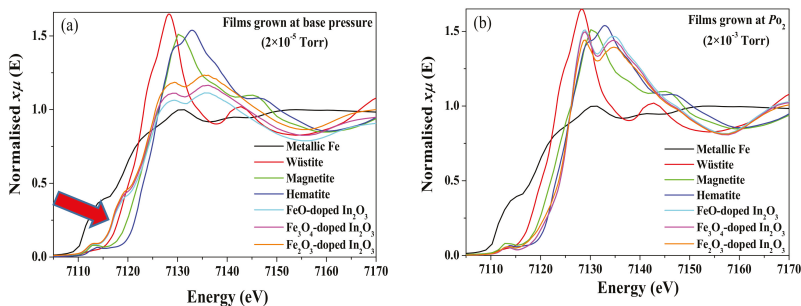 (a)
Films grown at base pressure
(2×10⁻⁵ Torr)
Normalised xμ (E)
1.5
1.0
0.5
0.0
Metallic Fe
Wüstite
Magnetite
Hematite
FeO-doped In₂O₃
Fe₃O₄-doped In₂O₃
Fe₂O₃-doped In₂O₃
7110 7120 7130 7140 7150 7160 7170
Energy (eV)
(b)
Films grown at Po₂
(2×10⁻³ Torr)
Normalised xμ (E)
1.5
1.0
0.5
0.0
Metallic Fe
Wüstite
Magnetite
Hematite
FeO-doped In₂O₃
Fe₃O₄-doped In₂O₃
Fe₂O₃-doped In₂O₃
7110 7120 7130 7140 7150 7160 7170
Energy (eV)